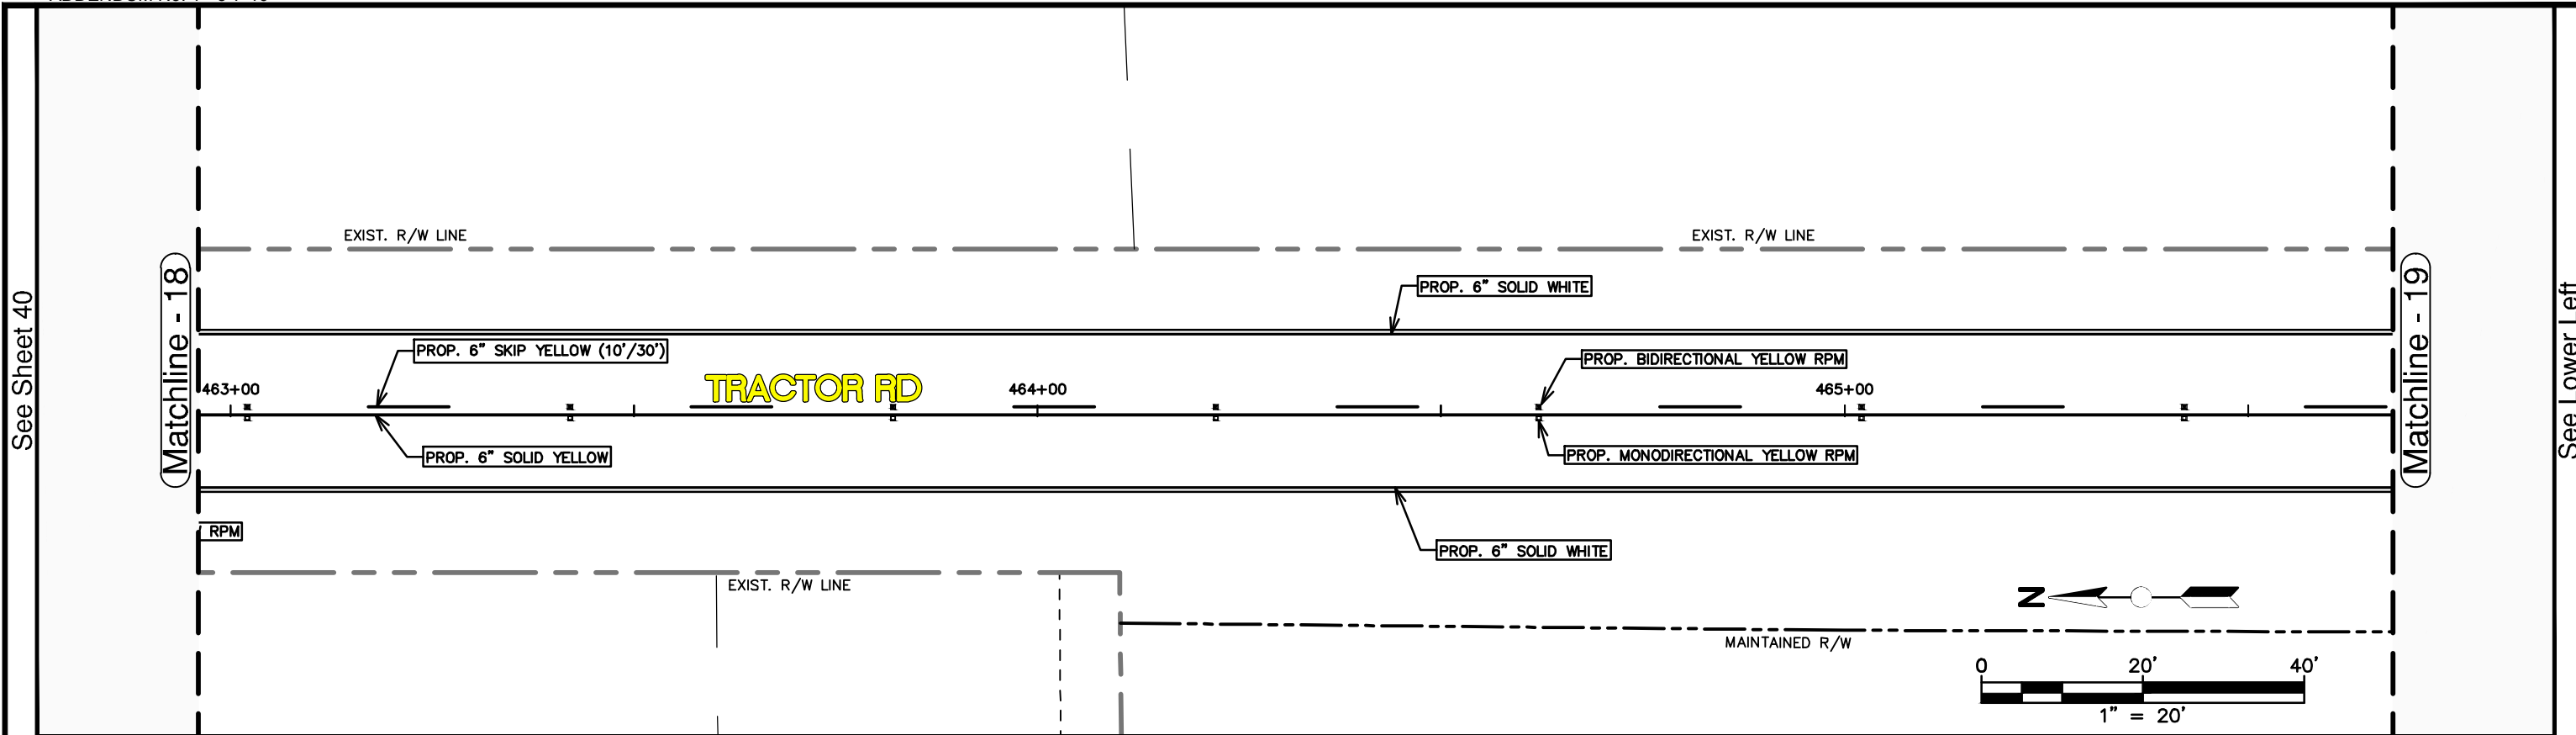 EXIST. R/W LINE
EXIST. R/W LINE
PROP. 6" SOLID WHITE
PROP. 6" SKIP YELLOW (10'/30')
PROP. BIDIRECTIONAL YELLOW RPM
463+00
TRACTOR RD
464+00
465+00
PROP. 6" SOLID YELLOW
PROP. MONODIRECTIONAL YELLOW RPM
See Sheet 40
Matchline - 18
Matchline - 19
See Lower Left
RPM
PROP. 6" SOLID WHITE
EXIST. R/W LINE
N
MAINTAINED R/W
0 20' 40'
1" = 20'